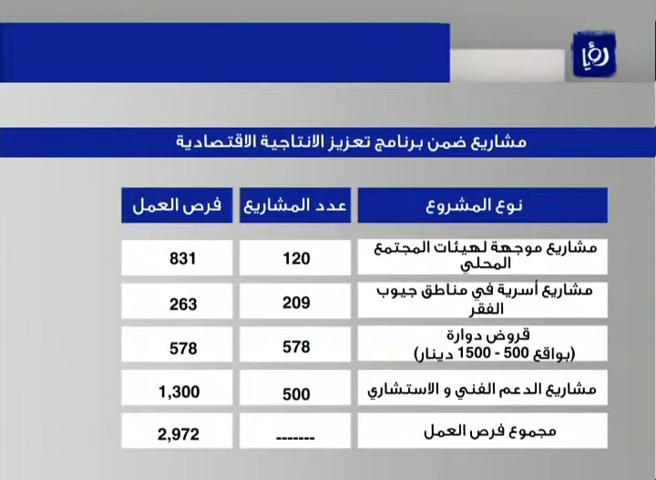 رؤيا
مشاريع ضمن برنامج تعزيز الانتاجية الاقتصادية
نوع المشروع عدد المشاريع فرص العمل
مشاريع موجهة لهيئات المجتمع
المحلي
120 831
مشاريع أسرية في مناطق جيوب
الفقر
209 263
قروض دوارة
(بواقع 500 - 1500 دينار)
578 578
مشاريع الدعم الفني و الاستشاري 500 1,300
مجموع فرص العمل ------- 2,972